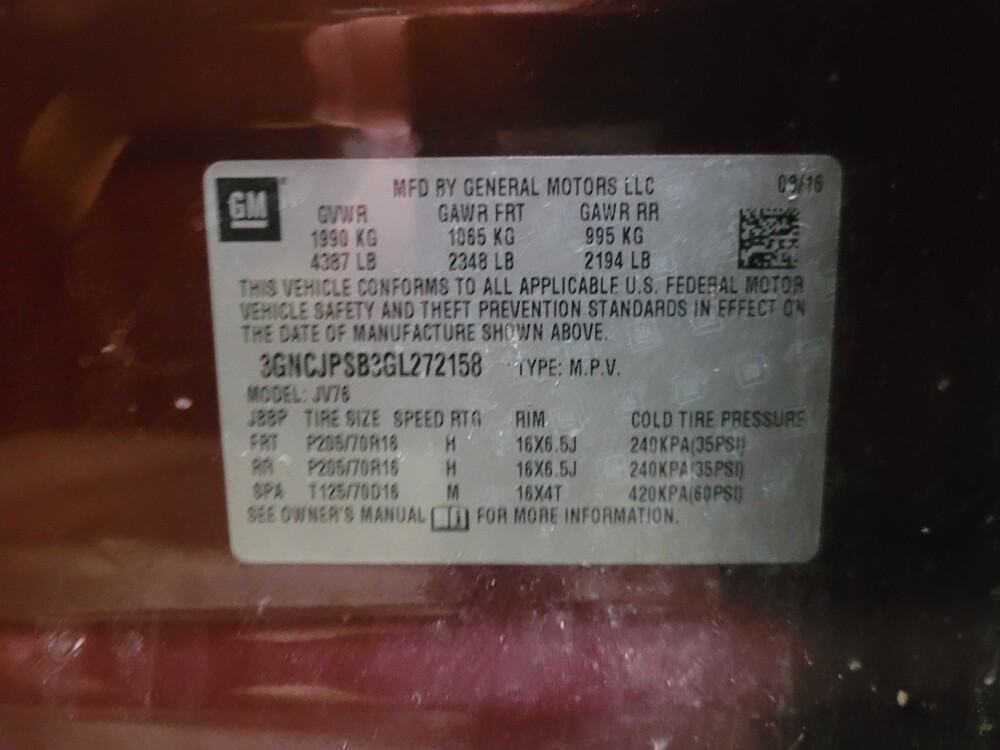 GM
MFD BY GENERAL MOTORS LLC 09/16
GVWR GAWR FRT GAWR RR
1990 KG 1065 KG 995 KG
4387 LB 2348 LB 2194 LB
THIS VEHICLE CONFORMS TO ALL APPLICABLE U.S. FEDERAL MOTOR
VEHICLE SAFETY AND THEFT PREVENTION STANDARDS IN EFFECT ON
THE DATE OF MANUFACTURE SHOWN ABOVE.
3GNCJPSB3GL272158 TYPE: M.P.V.
MODEL: JV76
JBBP TIRE SIZE SPEED RTG RIM COLD TIRE PRESSURE
FRT P205/70R16 H 16X6.5J 240KPA(35PSI)
RR P205/70R16 H 16X6.5J 240KPA(35PSI)
SPA T125/70D16 M 16X4T 420KPA(60PSI)
SEE OWNER'S MANUAL FOR MORE INFORMATION.